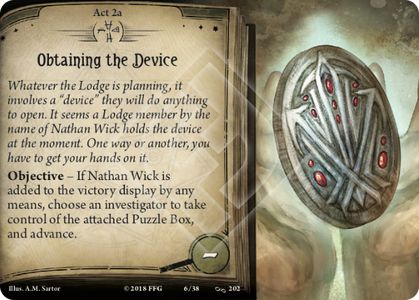 Act 2a
Obtaining the Device
Whatever the Lodge is planning, it
involves a “device” they will do anything
to open. It seems a Lodge member by the
name of Nathan Wick holds the device
at the moment. One way or another, you
have to get your hands on it.
Objective – If Nathan Wick is
added to the victory display by any
means, choose an investigator to take
control of the attached Puzzle Box,
and advance.
–
Illus. A.M. Sartor
© 2018 FFG
6/38
202